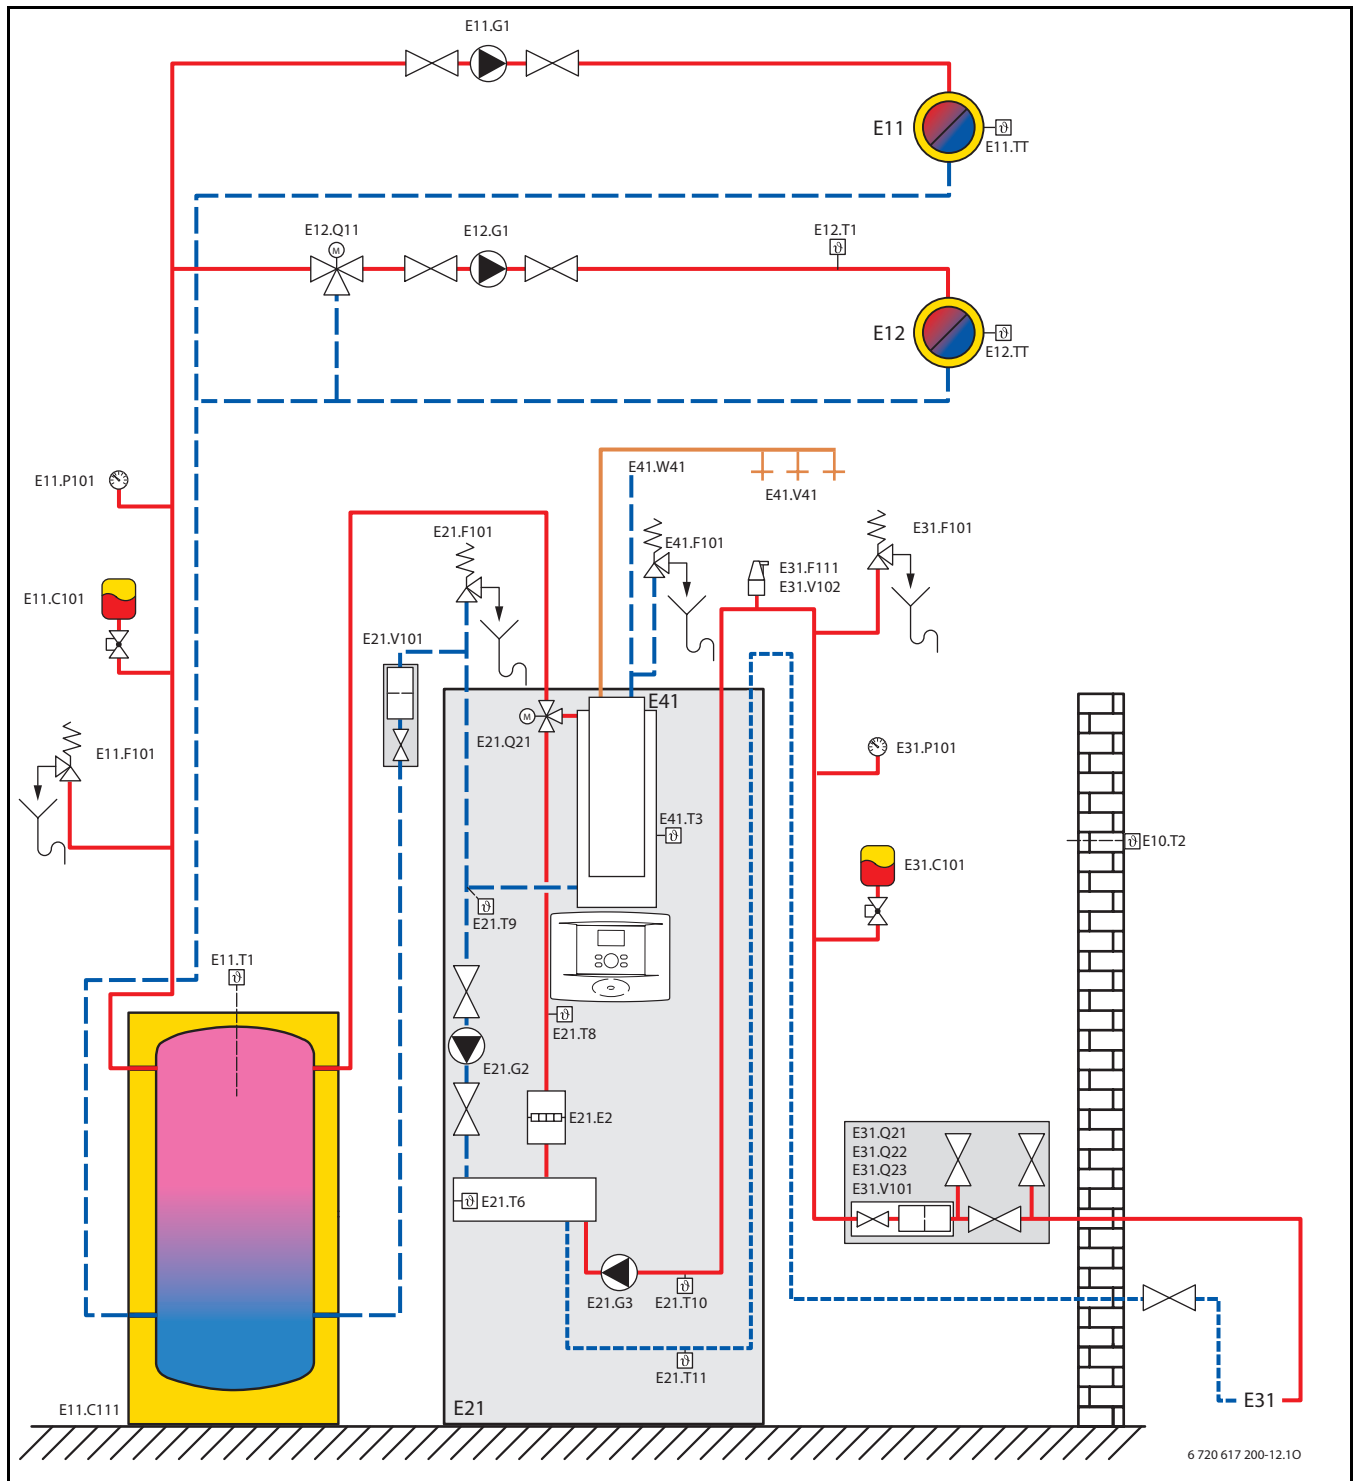 E11.G1
E11
E11.TT
E12.Q11
M
E12.G1
E12.T1
E12
E12.TT
E11.P101
E41.W41
E41.V41
E21.F101
E41.F101
E31.F101
E31.F111
E31.V102
E11.C101
E21.V101
E41
M
E21.Q21
E11.F101
E31.P101
E41.T3
E10.T2
E31.C101
E21.T9
E11.T1
E21.T8
E21.G2
E21.E2
E31.Q21
E31.Q22
E31.Q23
E31.V101
E21.T6
E21.G3
E21.T10
E21.T11
E11.C111
E21
E31
6 720 617 200-12.1O
ϑ
ϑ
ϑ
ϑ
ϑ
ϑ
ϑ
ϑ
ϑ
ϑ
ϑ